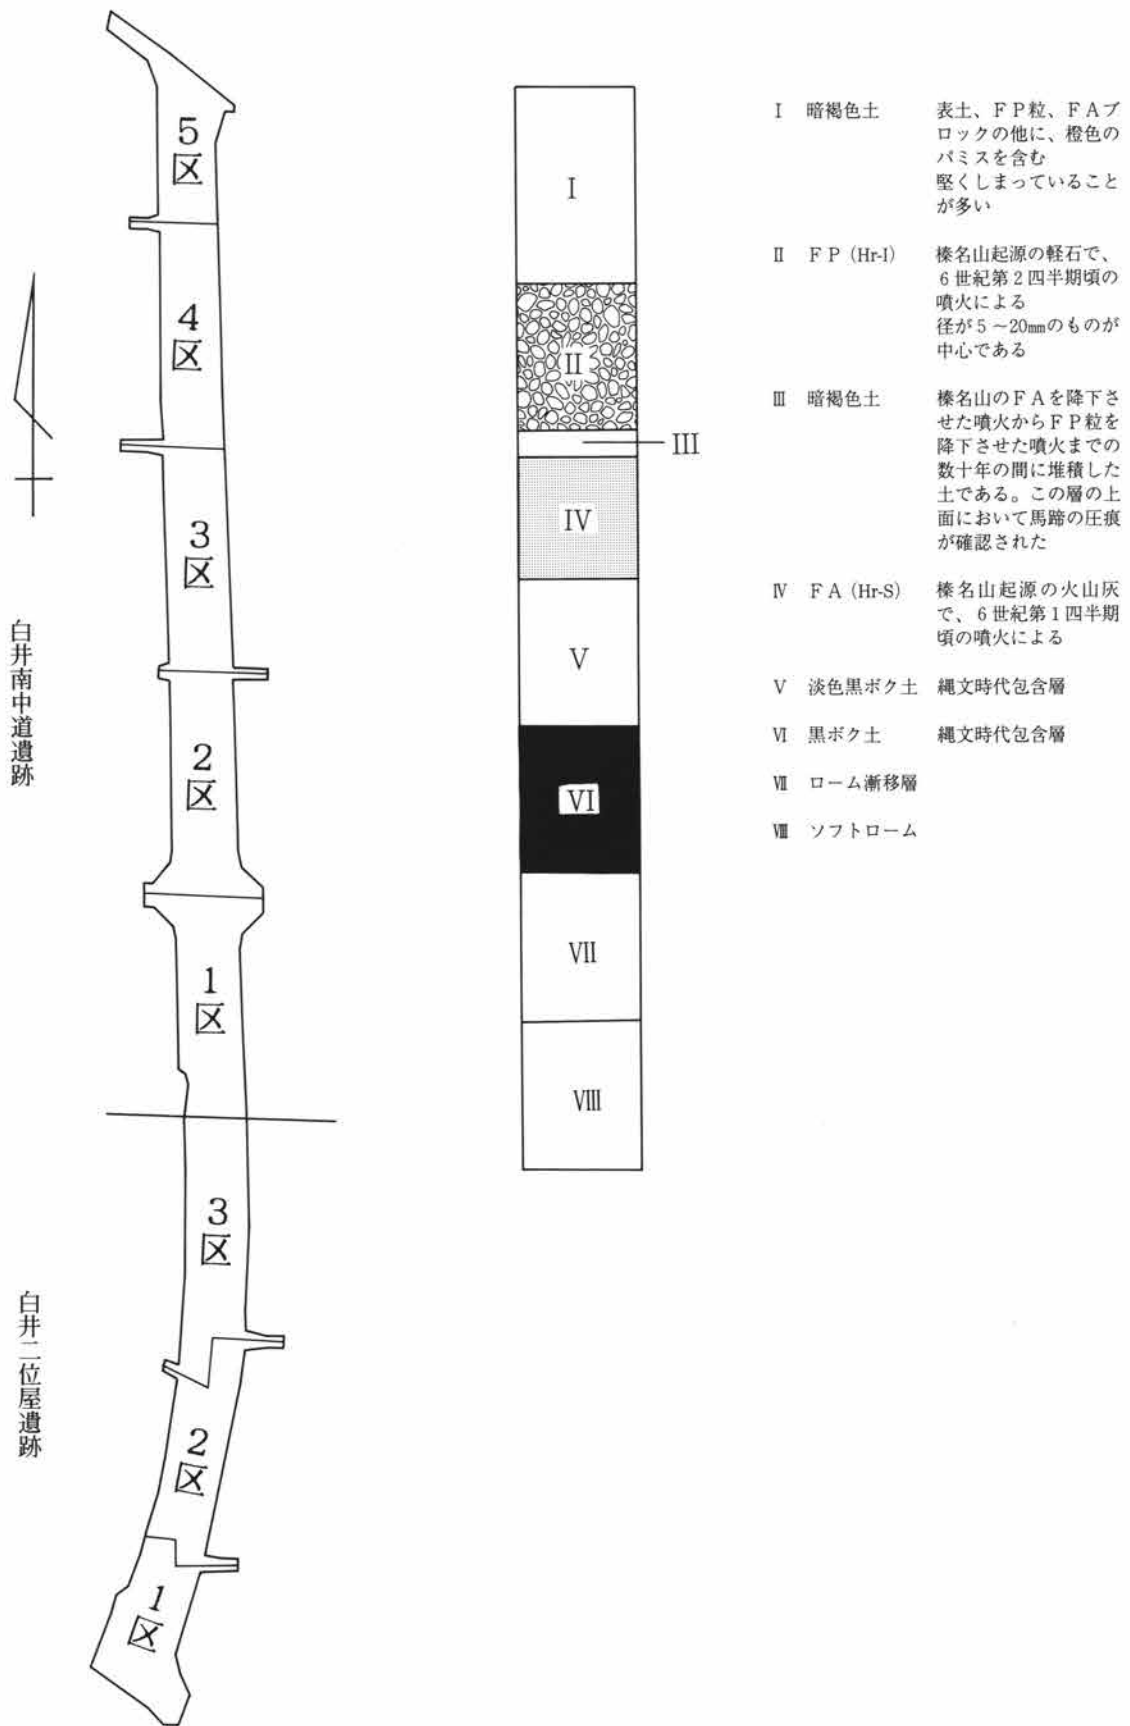 5
区
4
区
3
区
2
区
1
区
3
区
2
区
1
区
白井南中道遺跡
白井二位屋遺跡
I
II
III
IV
V
VI
VII
VIII
Ⅰ 暗褐色土 表土、ＦＰ粒、ＦＡブ
ロックの他に、橙色の
パミスを含む
堅くしまっていること
が多い
Ⅱ ＦＰ(Hr-I) 榛名山起源の軽石で、
6世紀第2四半期頃の
噴火による
径が5～20㎜のものが
中心である
Ⅲ 暗褐色土 榛名山のＦＡを降下さ
せた噴火からＦＰ粒を
降下させた噴火までの
数十年の間に堆積した
土である。この層の上
面において馬蹄の圧痕
が確認された
Ⅳ ＦＡ(Hr-S) 榛名山起源の火山灰
で、6世紀第1四半期
頃の噴火による
Ⅴ 淡色黒ボク土 縄文時代包含層
Ⅵ 黒ボク土 縄文時代包含層
Ⅶ ローム漸移層
Ⅷ ソフトローム